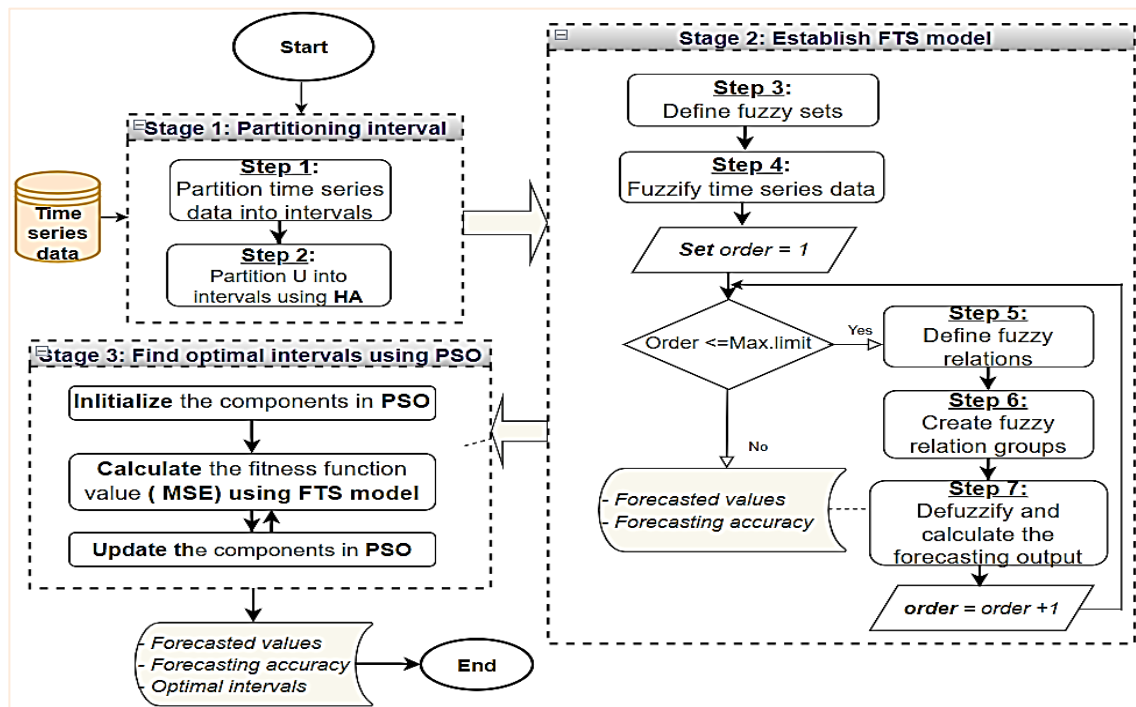 Start
Stage 1: Partitioning interval
Step 1:
Partition time series
data into intervals
Step 2:
Partition U into
intervals using HA
Time
series
data
Stage 2: Establish FTS model
Step 3:
Define fuzzy sets
Step 4:
Fuzzify time series data
Set order = 1
Order <=Max.limit
Yes
No
Step 5:
Define fuzzy
relations
Step 6:
Create fuzzy
relation groups
Step 7:
Defuzzify and
calculate the
forecasting output
order = order +1
- Forecasted values
- Forecasting accuracy
Stage 3: Find optimal intervals using PSO
Inlitialize the components in PSO
Calculate the fitness function
value ( MSE) using FTS model
Update the components in PSO
- Forecasted values
- Forecasting accuracy
- Optimal intervals
End